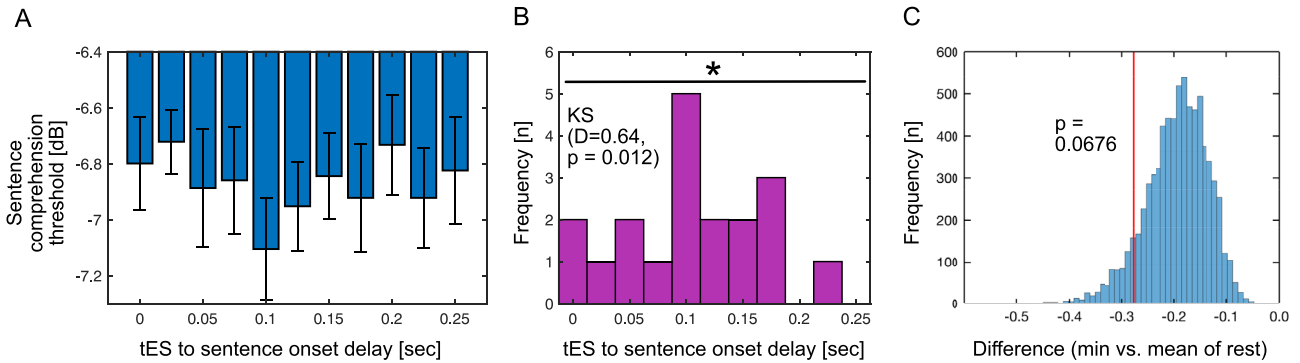 A
Sentence
comprehension
threshold [dB]
-6.4
-6.6
-6.8
-7
-7.2
0
0.05
0.1
0.15
0.2
0.25
tES to sentence onset delay [sec]
B
Frequency [n]
6
5
4
3
2
1
0
*
KS
(D=0.64,
p = 0.012)
0
0.05
0.1
0.15
0.2
0.25
tES to sentence onset delay [sec]
C
Frequency [n]
600
500
400
300
200
100
0
p =
0.0676
-0.5
-0.4
-0.3
-0.2
-0.1
0.0
Difference (min vs. mean of rest)